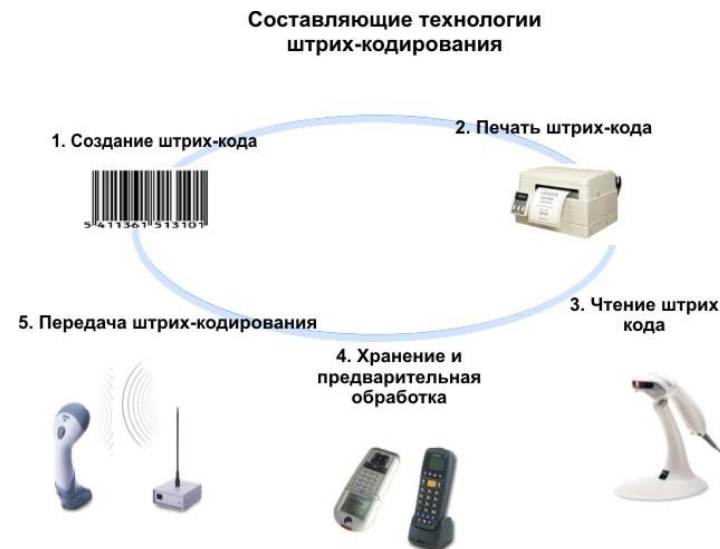 Составляющие технологии
штрих-кодирования
1. Создание штрих-кода
2. Печать штрих-кода
5 411361 513101
3. Чтение штрих
кода
5. Передача штрих-кодирования
4. Хранение и
предварительная
обработка